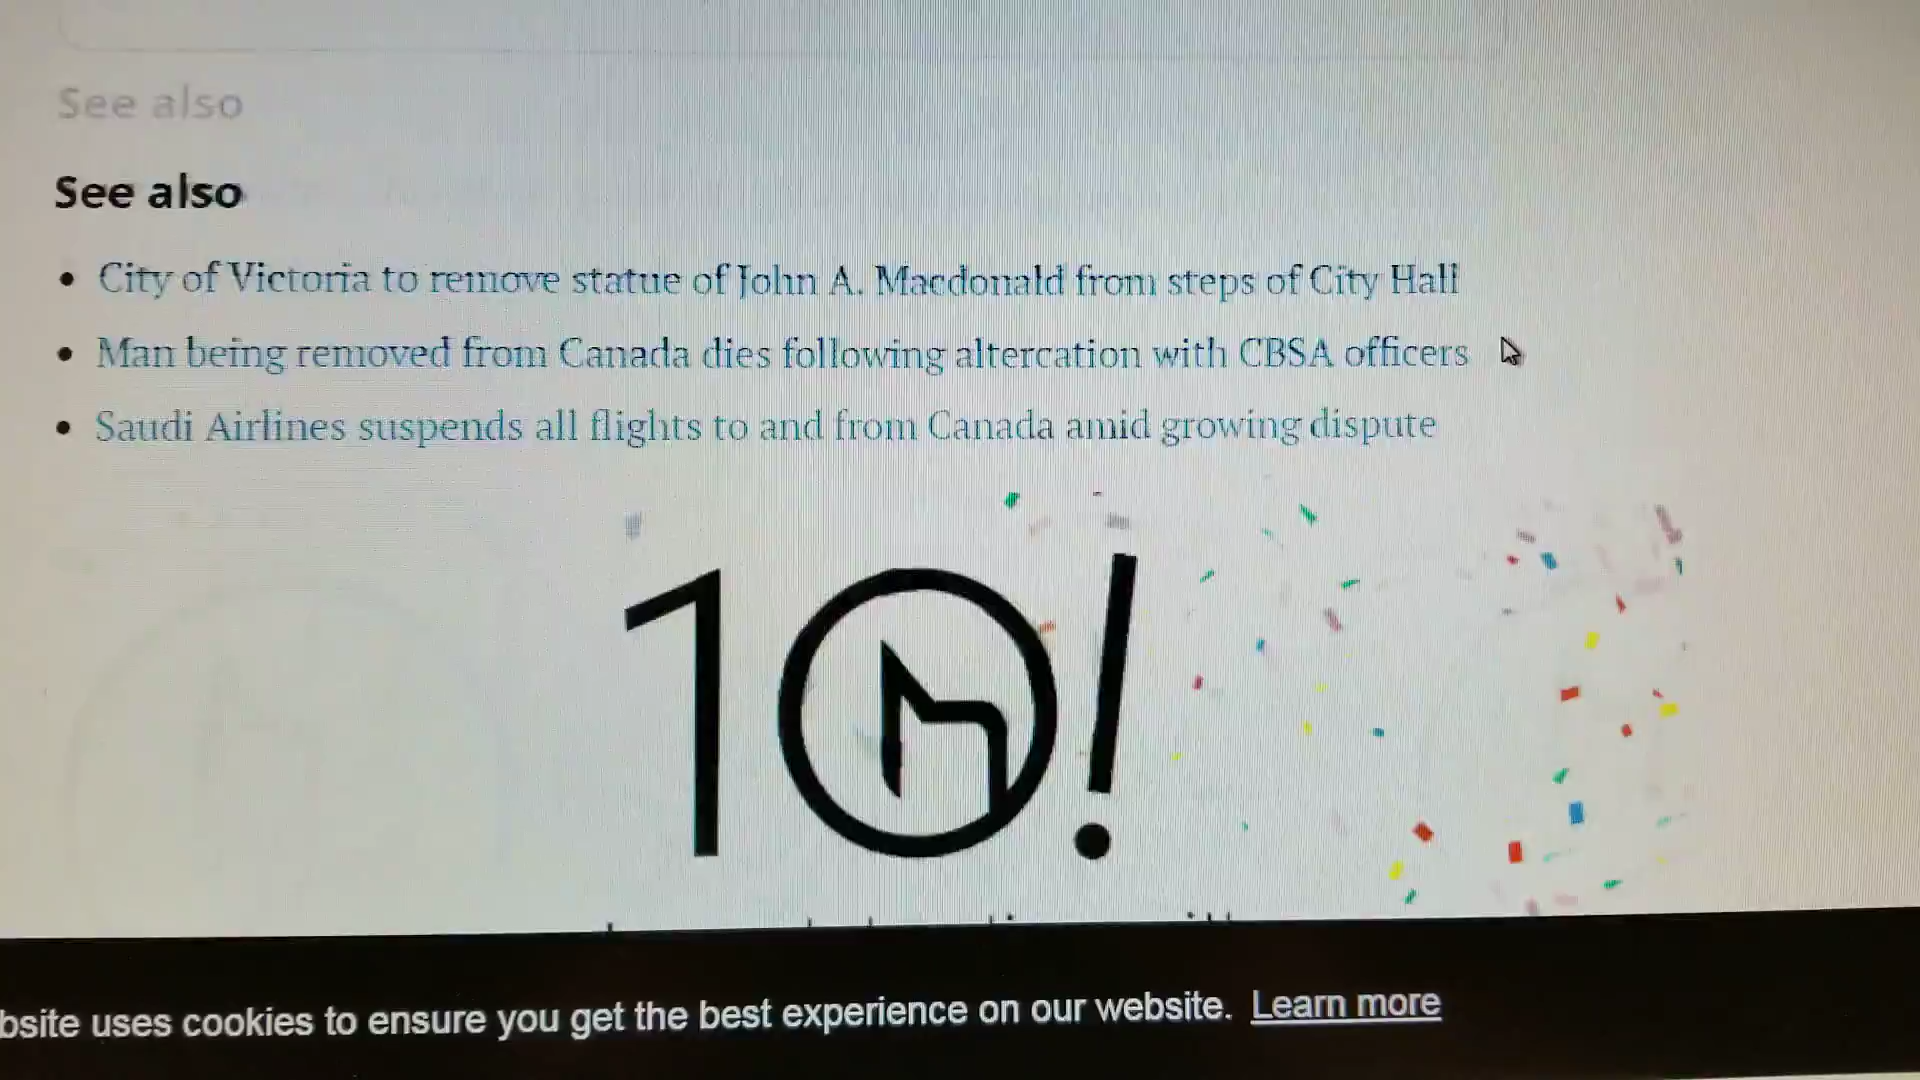 See also
See also
City of Victoria to remove statue of John A. Macdonald from steps of City Hall
Man being removed from Canada dies following altercation with CBSA officers
Saudi Airlines suspends all flights to and from Canada amid growing dispute
10!
bsite uses cookies to ensure you get the best experience on our website. Learn more